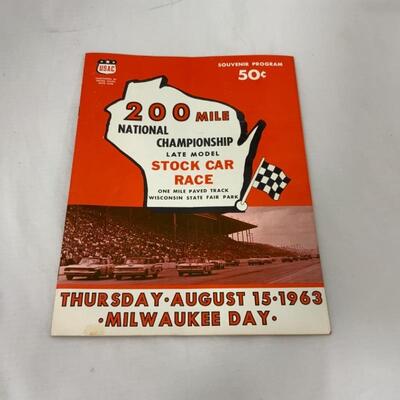 USAC
SOUVENIR PROGRAM
50¢
200 MILE
NATIONAL
CHAMPIONSHIP
LATE MODEL
STOCK CAR
RACE
ONE MILE PAVED TRACK
WISCONSIN STATE FAIR PARK
THURSDAY·AUGUST 15·1963
·MILWAUKEE DAY·